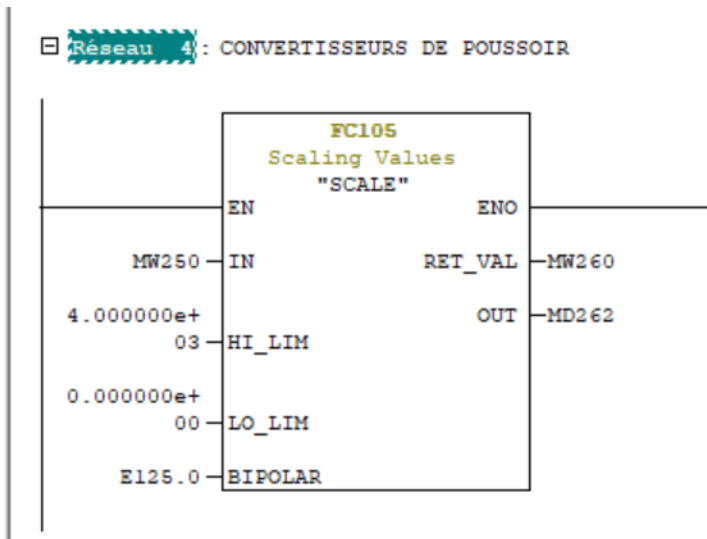 Réseau 4 : CONVERTISSEURS DE POUSSOIR
FC105
Scaling Values
"SCALE"
EN ENO
MW250 IN RET_VAL MW260
4.000000e+
03 HI_LIM
OUT MD262
0.000000e+
00 LO_LIM
E125.0 BIPOLAR